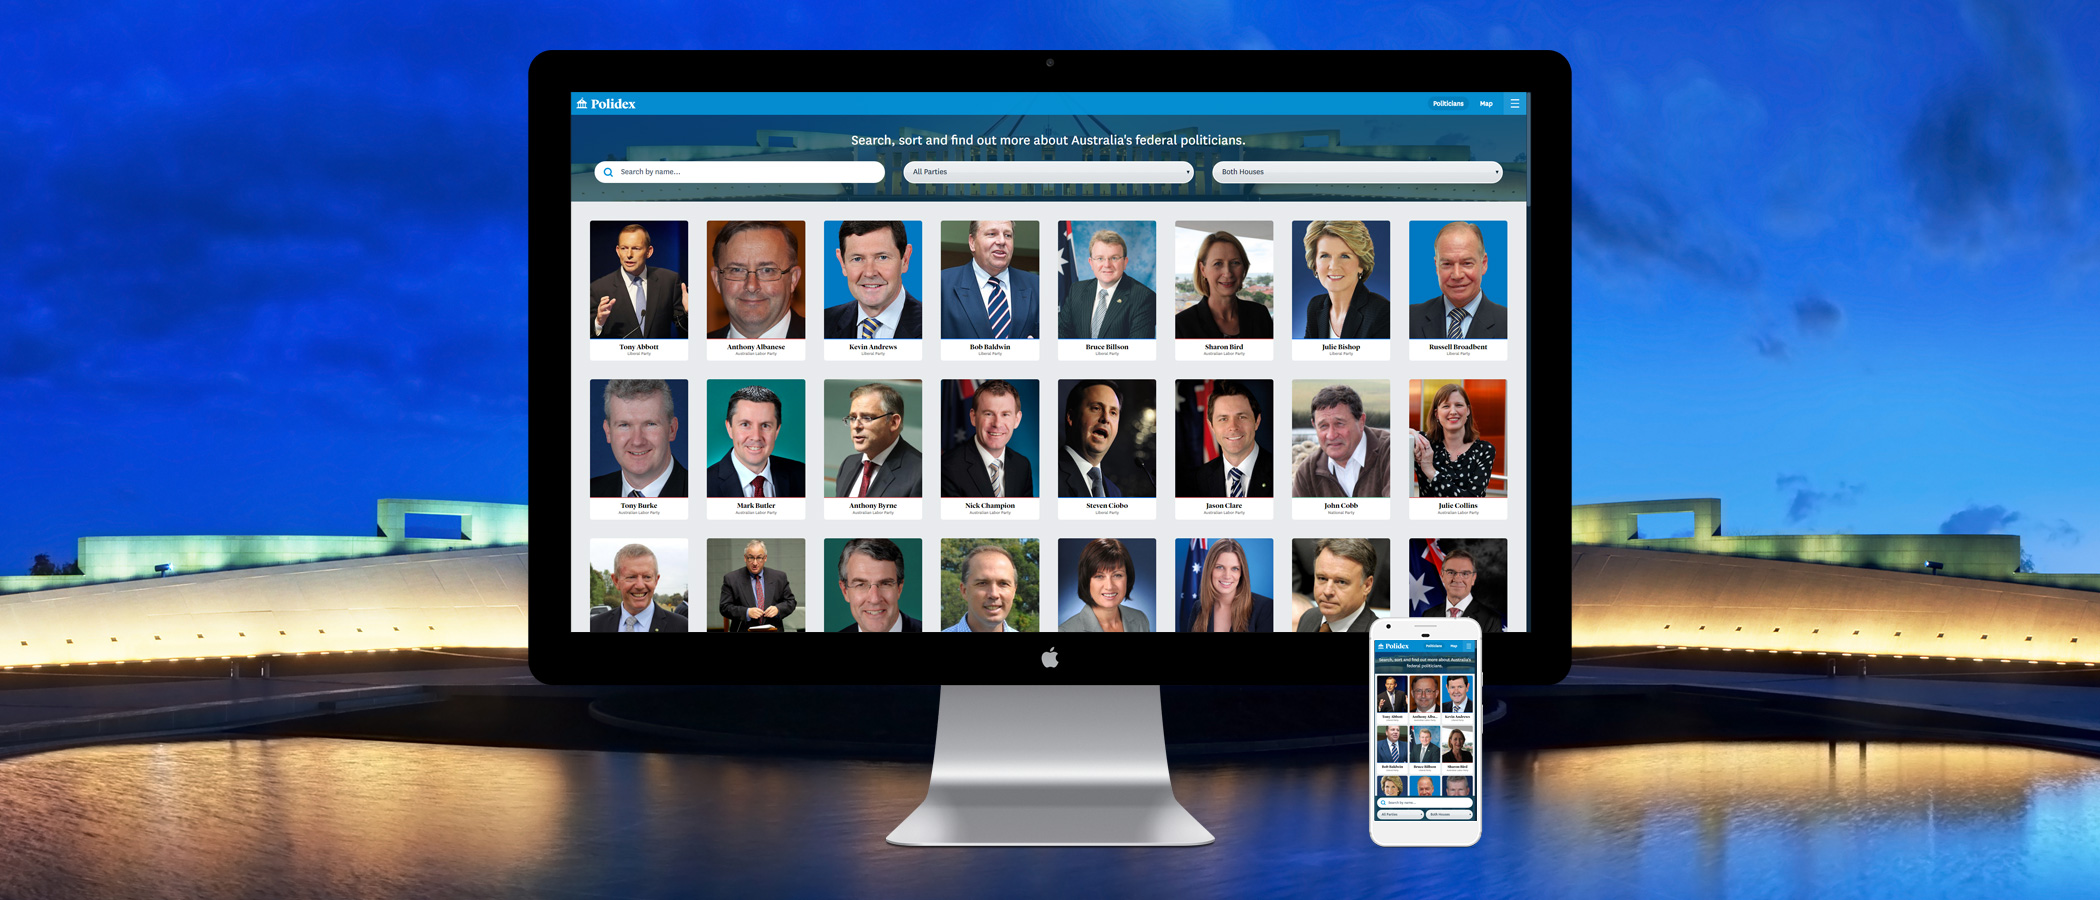 Polidex
Politicians
Map
Search, sort and find out more about Australia's federal politicians.
Search by name...
All Parties
Both Houses
Tony Abbott
Liberal Party
Anthony Albanese
Australian Labor Party
Kevin Andrews
Liberal Party
Bob Baldwin
Liberal Party
Bruce Billson
Liberal Party
Sharon Bird
Australian Labor Party
Julie Bishop
Liberal Party
Russell Broadbent
Liberal Party
Tony Burke
Australian Labor Party
Mark Butler
Australian Labor Party
Anthony Byrne
Australian Labor Party
Nick Champion
Australian Labor Party
Steven Ciobo
Liberal Party
Jason Clare
Australian Labor Party
John Cobb
National Party
Julie Collins
Australian Labor Party
Polidex
Politicians
Map
Search, sort and find out more about Australia's
federal politicians.
Tony Abbott
Anthony Alba...
Kevin Andrews
Bob Baldwin
Bruce Billson
Sharon Bird
Search by name...
All Parties
Both Houses